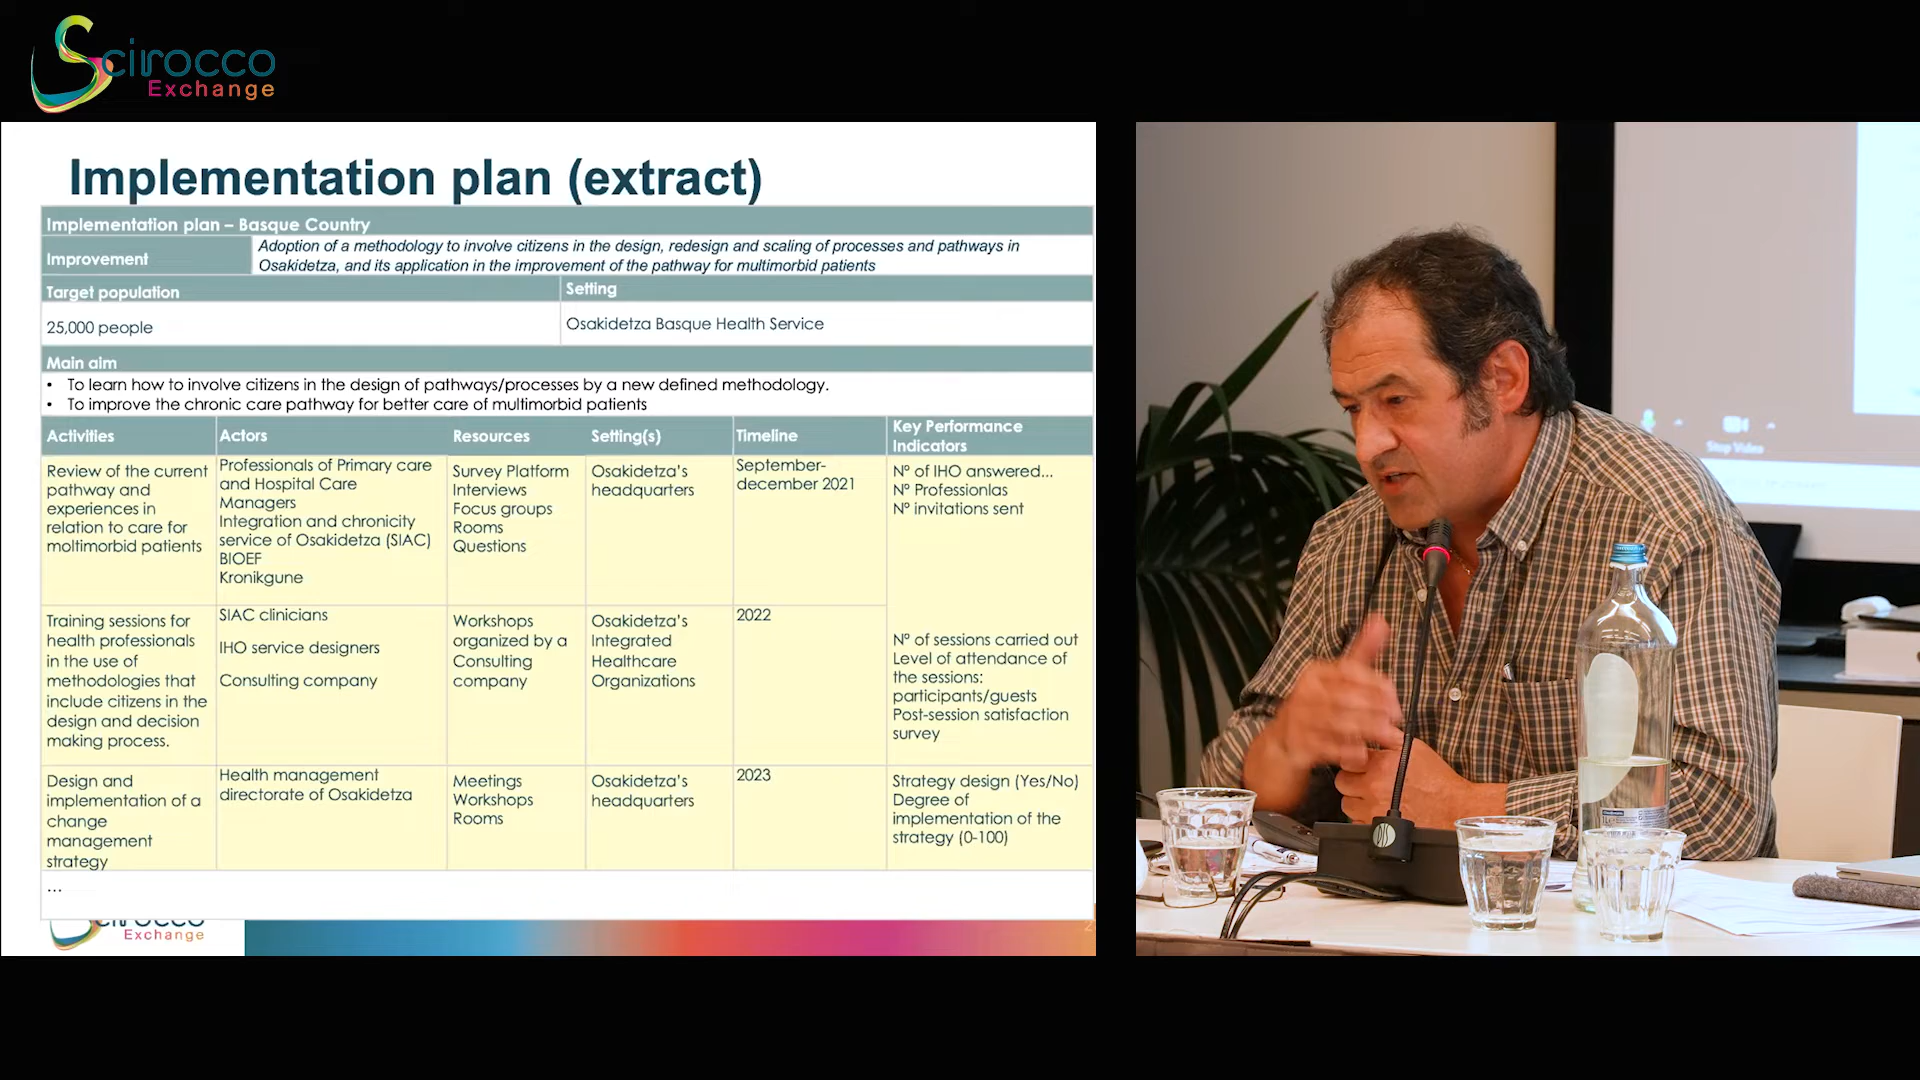 Scirocco
Exchange
Implementation plan (extract)
Implementation plan – Basque Country
Improvement
Adoption of a methodology to involve citizens in the design, redesign and scaling of processes and pathways in
Osakidetza, and its application in the improvement of the pathway for multimorbid patients
Target population
Setting
25,000 people
Osakidetza Basque Health Service
Main aim
• To learn how to involve citizens in the design of pathways/processes by a new defined methodology.
• To improve the chronic care pathway for better care of multimorbid patients
Activities
Actors
Resources
Setting(s)
Timeline
Key Performance
Indicators
Review of the current
pathway and
experiences in
relation to care for
moltimorbid patients
Professionals of Primary care
and Hospital Care
Managers
Integration and chronicity
service of Osakidetza (SIAC)
BIOEF
Kronikgune
Survey Platform
Interviews
Focus groups
Rooms
Questions
Osakidetza's
headquarters
September-
december 2021
Nº of IHO answered...
Nº Professionlas
Nº invitations sent
Training sessions for
health professionals
in the use of
methodologies that
include citizens in the
design and decision
making process.
SIAC clinicians
IHO service designers
Consulting company
Workshops
organized by a
Consulting
company
Osakidetza's
Integrated
Healthcare
Organizations
2022
Nº of sessions carried out
Level of attendance of
the sessions:
participants/guests
Post-session satisfaction
survey
Design and
implementation of a
change
management
strategy
Health management
directorate of Osakidetza
Meetings
Workshops
Rooms
Osakidetza's
headquarters
2023
Strategy design (Yes/No)
Degree of
implementation of the
strategy (0-100)
...
Scirocco
Exchange
Stop Video